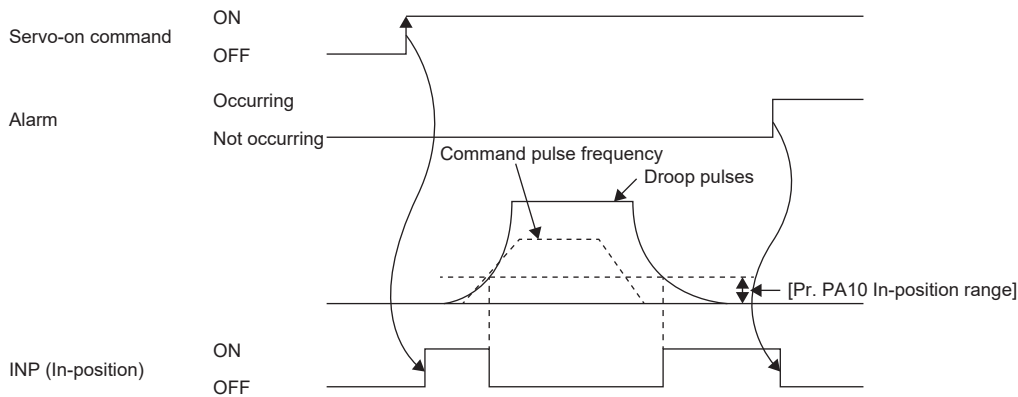 ON
Servo-on command
OFF
Occurring
Alarm
Not occurring
Command pulse frequency
Droop pulses
[Pr. PA10 In-position range]
ON
INP (In-position)
OFF